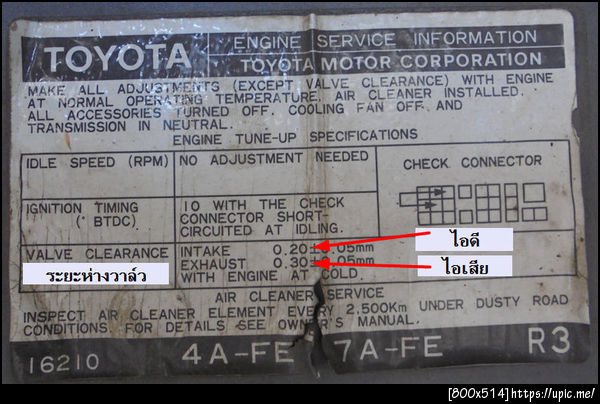 TOYOTA
ENGINE SERVICE INFORMATION
TOYOTA MOTOR CORPORATION
MAKE ALL ADJUSTMENTS (EXCEPT VALVE CLEARANCE) WITH ENGINE
AT NORMAL OPERATING TEMPERATURE, AIR CLEANER INSTALLED.
ALL ACCESSORIES TURNED OFF. COOLING FAN OFF. AND
TRANSMISSION IN NEUTRAL.
ENGINE TUNE-UP SPECIFICATIONS
IDLE SPEED (RPM)
NO ADJUSTMENT NEEDED
CHECK CONNECTOR
IGNITION TIMING
(° BTDC)
10 WITH THE CHECK
CONNECTOR SHORT-
CIRCUITED AT IDLING.
VALVE CLEARANCE
INTAKE 0.20±0.05mm
EXHAUST 0.30±0.05mm
WITH ENGINE AT COLD.
ระยะห่างวาล์ว
ไอดี
ไอเสีย
AIR CLEANER SERVICE
INSPECT AIR CLEANER ELEMENT EVERY 2,500Km UNDER DUSTY ROAD
CONDITIONS. FOR DETAILS SEE OWNER'S MANUAL.
16210 4A-FE 7A-FE R3
[800x514]https://upic.me/